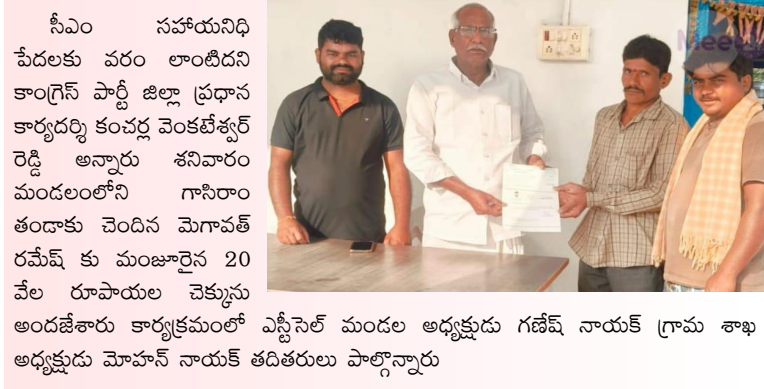 సీఎం సహాయనిధి
పేదలకు వరం లాంటిదని
కాంగ్రెస్ పార్టీ జిల్లా ప్రధాన
కార్యదర్శి కంచర్ల వెంకటేశ్వర్
రెడ్డి అన్నారు శనివారం
మండలంలోని గాసిరాం
తండాకు చెందిన మెగావత్
రమేష్ కు మంజూరైన 20
వేల రూపాయల చెక్కును
అందజేశారు కార్యక్రమంలో ఎస్టీసెల్ మండల అధ్యక్షుడు గణేష్ నాయక్ గ్రామ శాఖ
అధ్యక్షుడు మోహన్ నాయక్ తదితరులు పాల్గొన్నారు